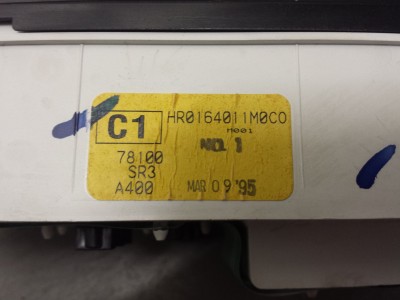 C1 HR0164011M0C0
M001
NO. 1
78100
SR3
A400 MAR 09 '95